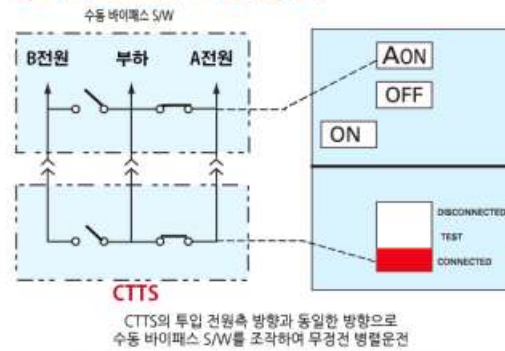 수동 바이패스 S/W
B전원 부하 A전원
AON
OFF
ON
DISCONNECTED
TEST
CONNECTED
CTTS
CTTS의 투입 전원측 방향과 동일한 방향으로
수동 바이패스 S/W를 조작하여 무정전 병렬운전